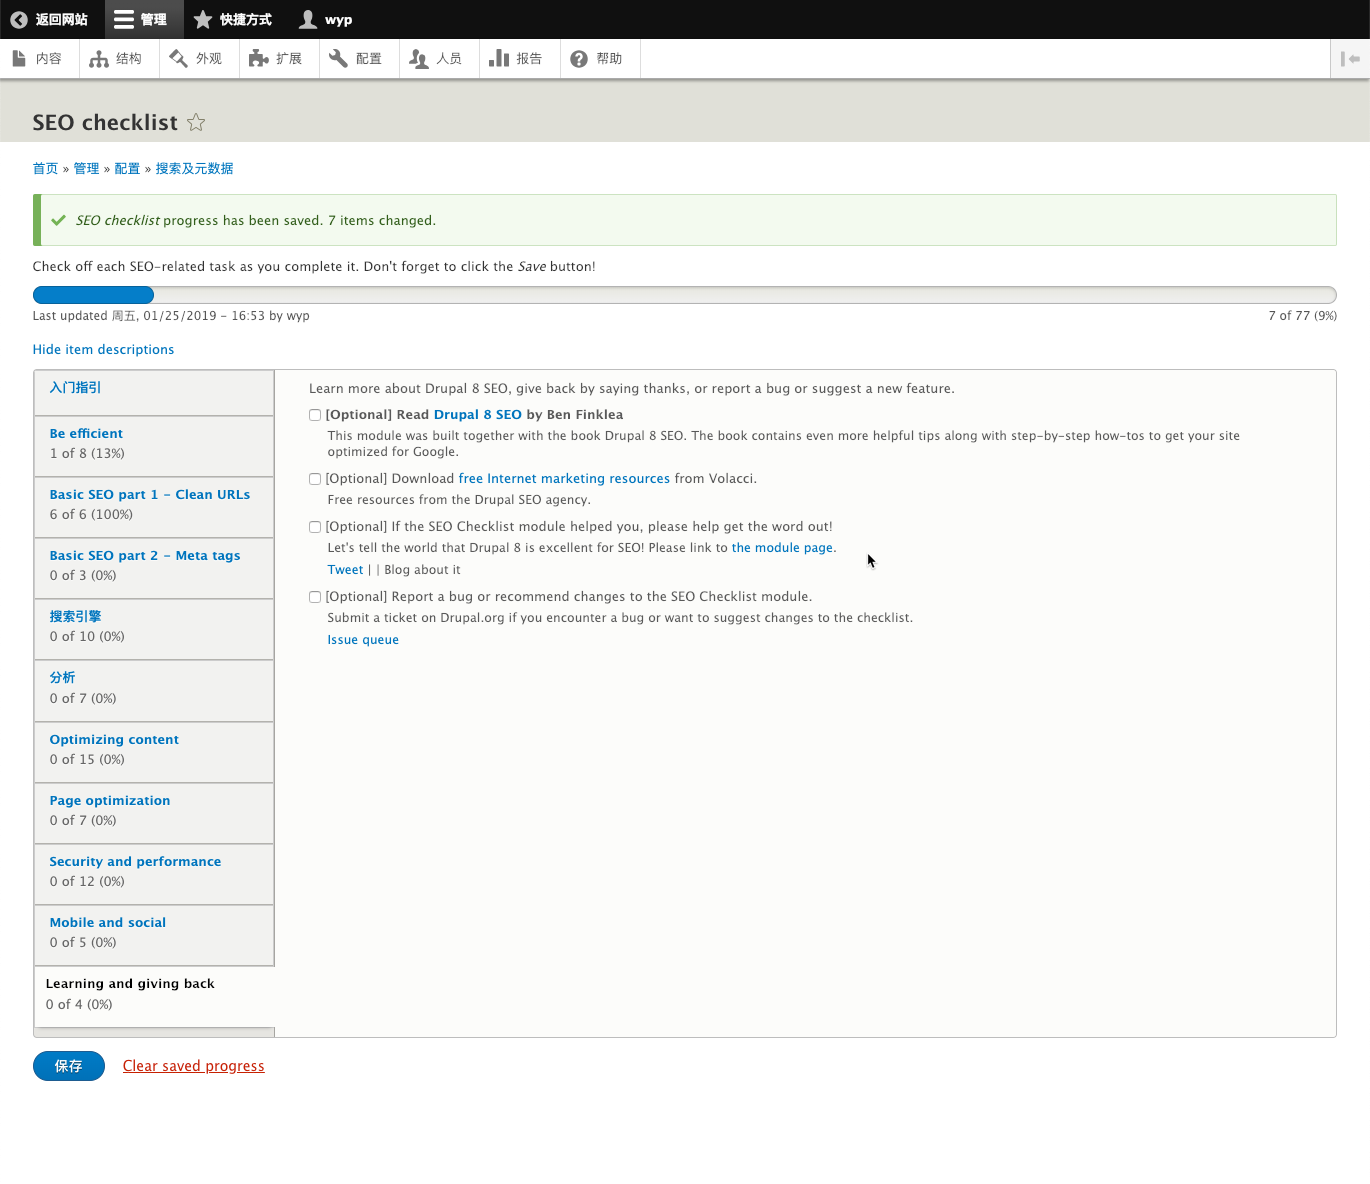 返回网站 管理 快捷方式 wyp
内容 结构 外观 扩展 配置 人员 报告 帮助
SEO checklist
首页 » 管理 » 配置 » 搜索及元数据
SEO checklist progress has been saved. 7 items changed.
Check off each SEO-related task as you complete it. Don't forget to click the Save button!
Last updated 周五, 01/25/2019 - 16:53 by wyp
7 of 77 (9%)
Hide item descriptions
入门指引
Be efficient
1 of 8 (13%)
Basic SEO part 1 - Clean URLs
6 of 6 (100%)
Basic SEO part 2 - Meta tags
0 of 3 (0%)
搜索引擎
0 of 10 (0%)
分析
0 of 7 (0%)
Optimizing content
0 of 15 (0%)
Page optimization
0 of 7 (0%)
Security and performance
0 of 12 (0%)
Mobile and social
0 of 5 (0%)
Learning and giving back
0 of 4 (0%)
Learn more about Drupal 8 SEO, give back by saying thanks, or report a bug or suggest a new feature.
[Optional] Read Drupal 8 SEO by Ben Finklea
This module was built together with the book Drupal 8 SEO. The book contains even more helpful tips along with step-by-step how-tos to get your site
optimized for Google.
[Optional] Download free Internet marketing resources from Volacci.
Free resources from the Drupal SEO agency.
[Optional] If the SEO Checklist module helped you, please help get the word out!
Let's tell the world that Drupal 8 is excellent for SEO! Please link to the module page.
Tweet | | Blog about it
[Optional] Report a bug or recommend changes to the SEO Checklist module.
Submit a ticket on Drupal.org if you encounter a bug or want to suggest changes to the checklist.
Issue queue
保存 Clear saved progress